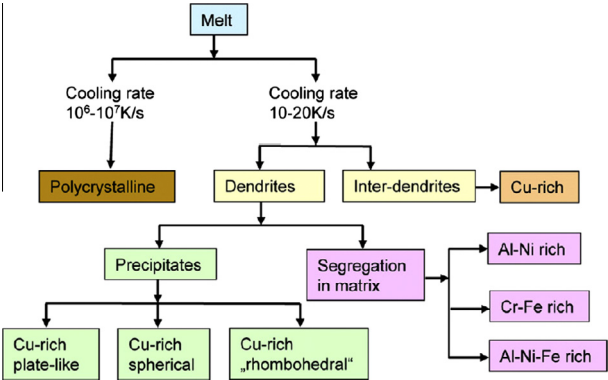 Melt
Cooling rate
10⁶-10⁷K/s
Cooling rate
10-20K/s
Polycrystalline
Dendrites
Inter-dendrites
Cu-rich
Precipitates
Segregation
in matrix
Al-Ni rich
Cr-Fe rich
Al-Ni-Fe rich
Cu-rich
plate-like
Cu-rich
spherical
Cu-rich
„rhombohedral“